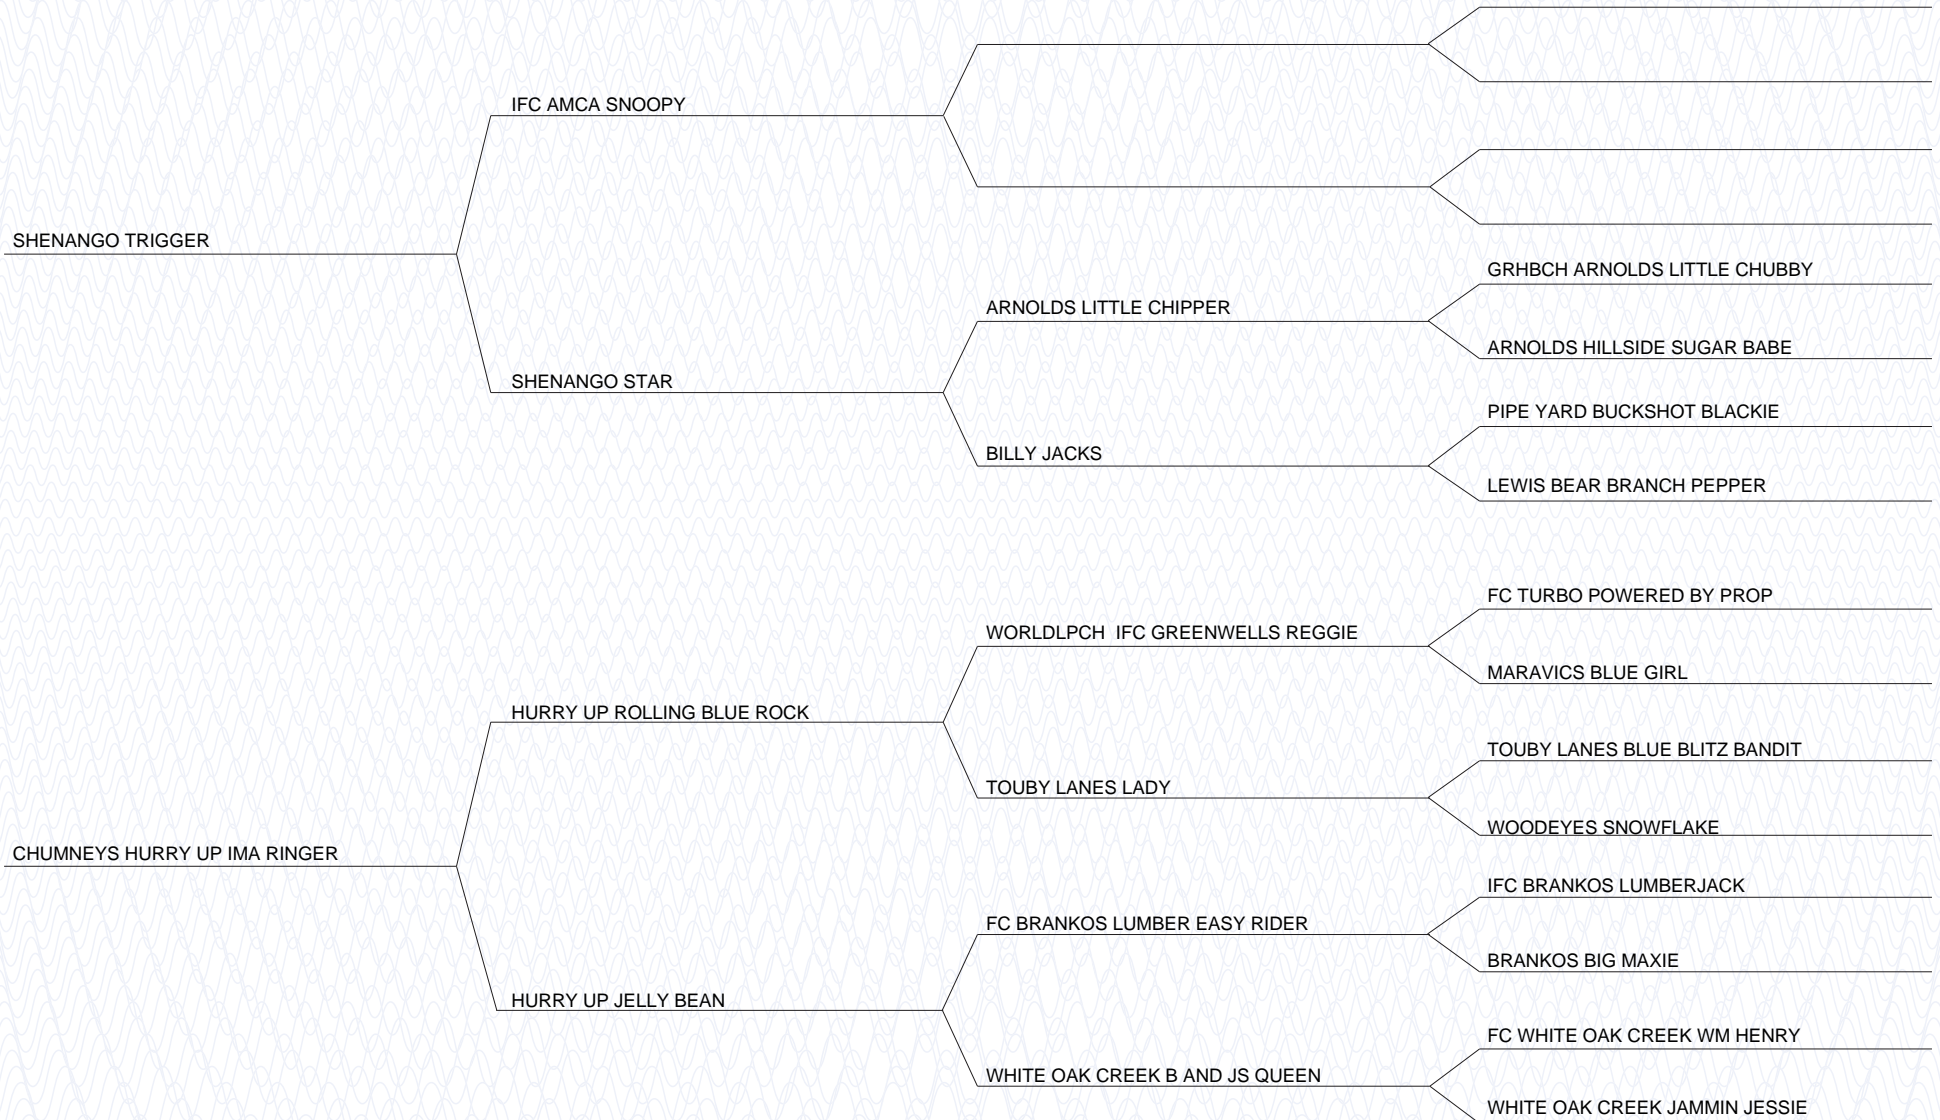 IFC AMCA SNOOPY
SHENANGO TRIGGER
GRHBCH ARNOLDS LITTLE CHUBBY
ARNOLDS LITTLE CHIPPER
ARNOLDS HILLSIDE SUGAR BABE
SHENANGO STAR
PIPE YARD BUCKSHOT BLACKIE
BILLY JACKS
LEWIS BEAR BRANCH PEPPER
FC TURBO POWERED BY PROP
WORLDLPCH  IFC GREENWELLS REGGIE
MARAVICS BLUE GIRL
HURRY UP ROLLING BLUE ROCK
TOUBY LANES BLUE BLITZ BANDIT
TOUBY LANES LADY
WOODEYES SNOWFLAKE
CHUMNEYS HURRY UP IMA RINGER
IFC BRANKOS LUMBERJACK
FC BRANKOS LUMBER EASY RIDER
BRANKOS BIG MAXIE
HURRY UP JELLY BEAN
FC WHITE OAK CREEK WM HENRY
WHITE OAK CREEK B AND JS QUEEN
WHITE OAK CREEK JAMMIN JESSIE